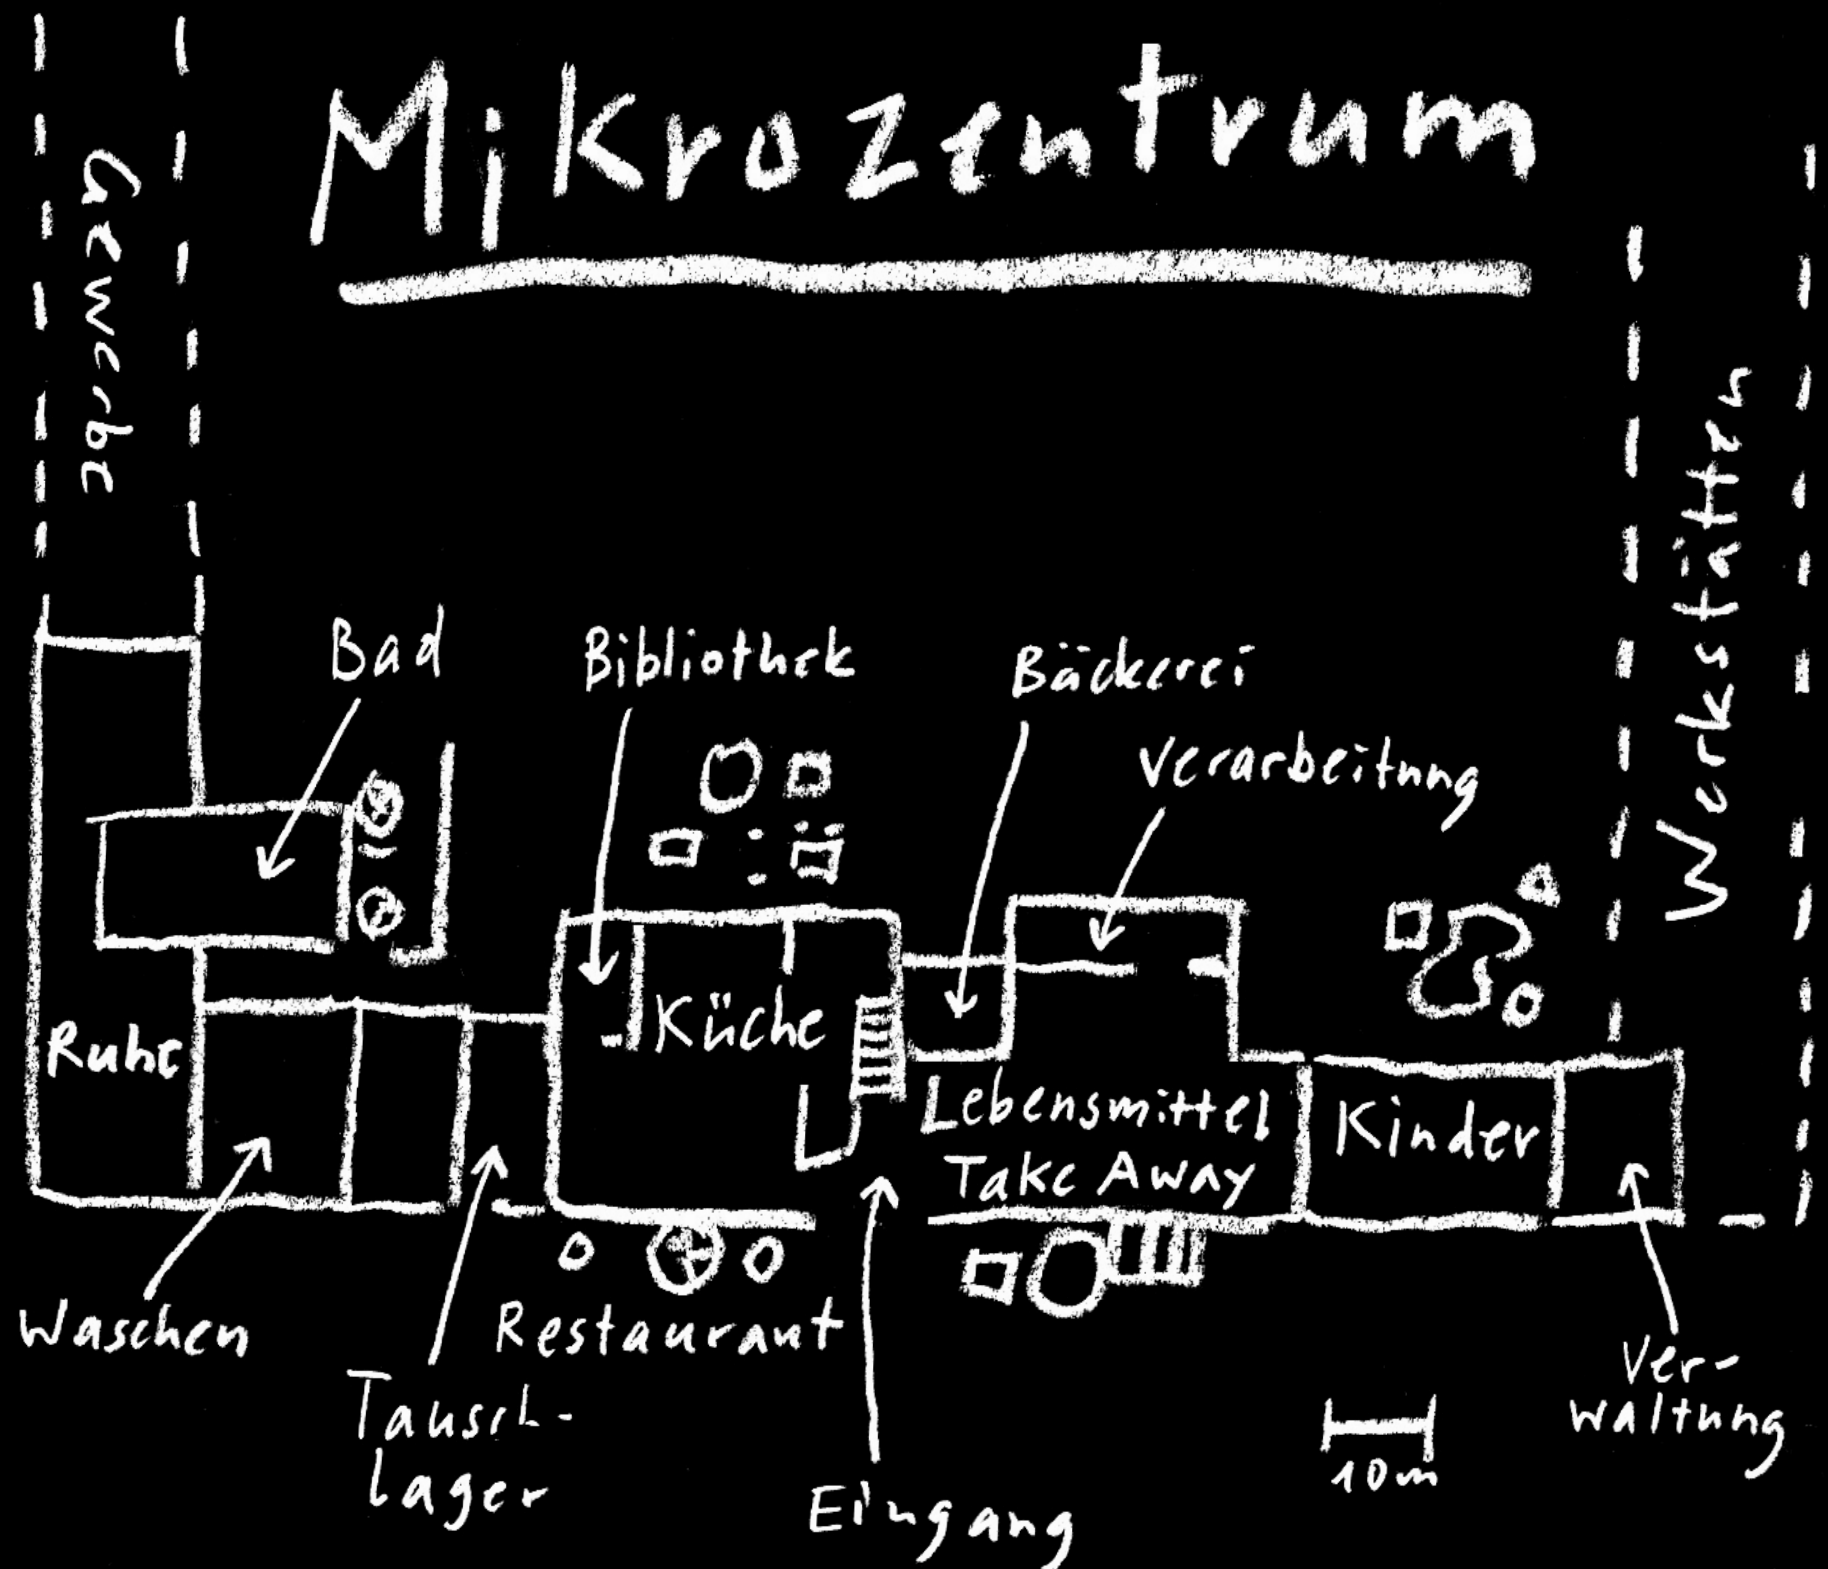 Mikrozentrum
Gewerbe
Werkstätten
Bad
Bibliothek
Bäckerei
Verarbeitung
Ruhe
Küche
Lebensmittel
Take Away
Kinder
Waschen
Restaurant
Tausch-
lager
Eingang
Ver-
waltung
10m